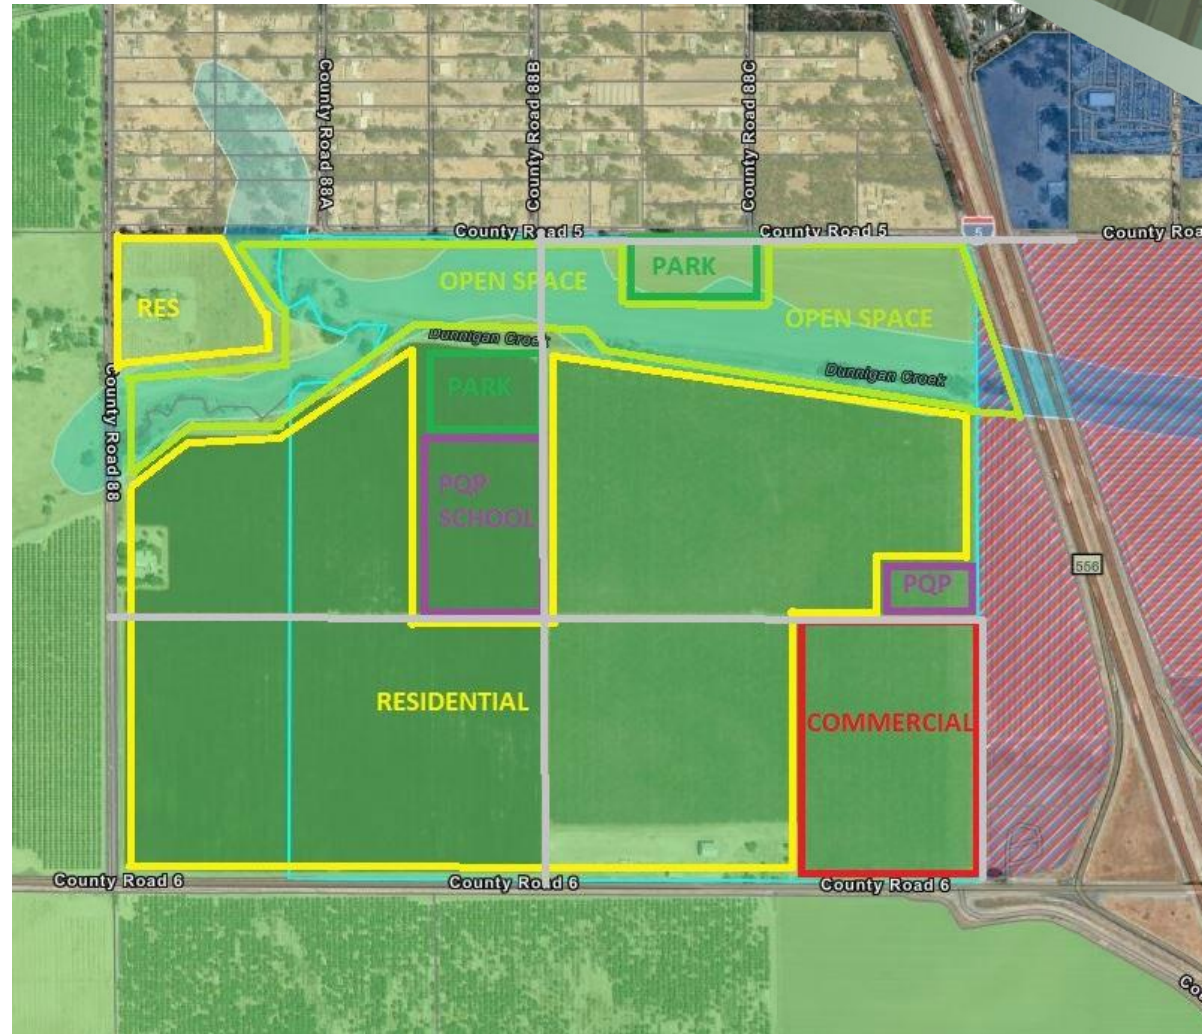 County Road 88A
County Road 88B
County Road 88C
County Road 5
County Road 5
5
County Roa
PARK
OPEN SPACE
RES
OPEN SPACE
Dunnigan Cree
Dunnigan Creek
PARK
County Road 88
PQP
SCHOOL
556
PQP
RESIDENTIAL
COMMERCIAL
County Road 6
County Road 6
County Road 6
Co